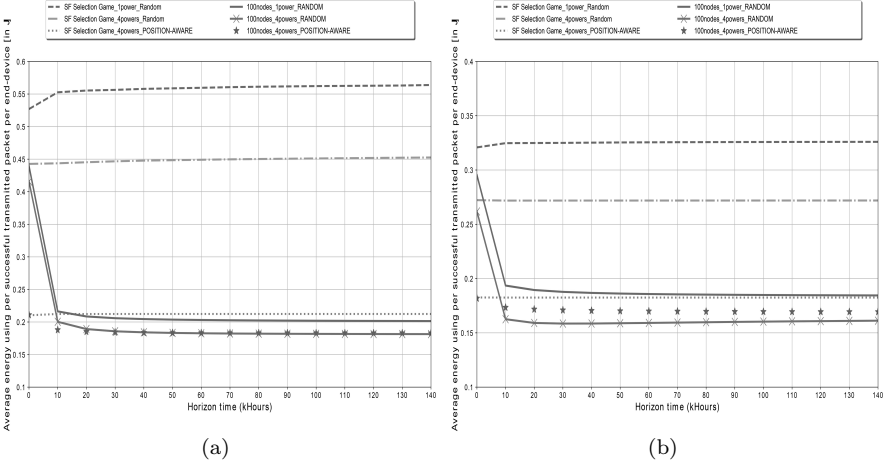 SF Selection Game_1power_Random
SF Selection Game_4powers_Random
SF Selection Game_4powers_POSITION-AWARE
100nodes_1power_RANDOM
100nodes_4powers_RANDOM
100nodes_4powers_POSITION-AWARE
Average energy using per successful transmitted packet per end-device [in J
0.6
0.55
0.5
0.45
0.4
0.35
0.3
0.25
0.2
0.15
0.1
0 10 20 30 40 50 60 70 80 90 100 110 120 130 140
Horizon time (kHours)
(a)
SF Selection Game_1power_Random
SF Selection Game_4powers_Random
SF Selection Game_4powers_POSITION-AWARE
100nodes_1power_RANDOM
100nodes_4powers_RANDOM
100nodes_4powers_POSITION-AWARE
Average energy using per successful transmitted packet per end-device [in J
0.4
0.35
0.3
0.25
0.2
0.15
0.1
0 10 20 30 40 50 60 70 80 90 100 110 120 130 140
Horizon time (kHours)
(b)